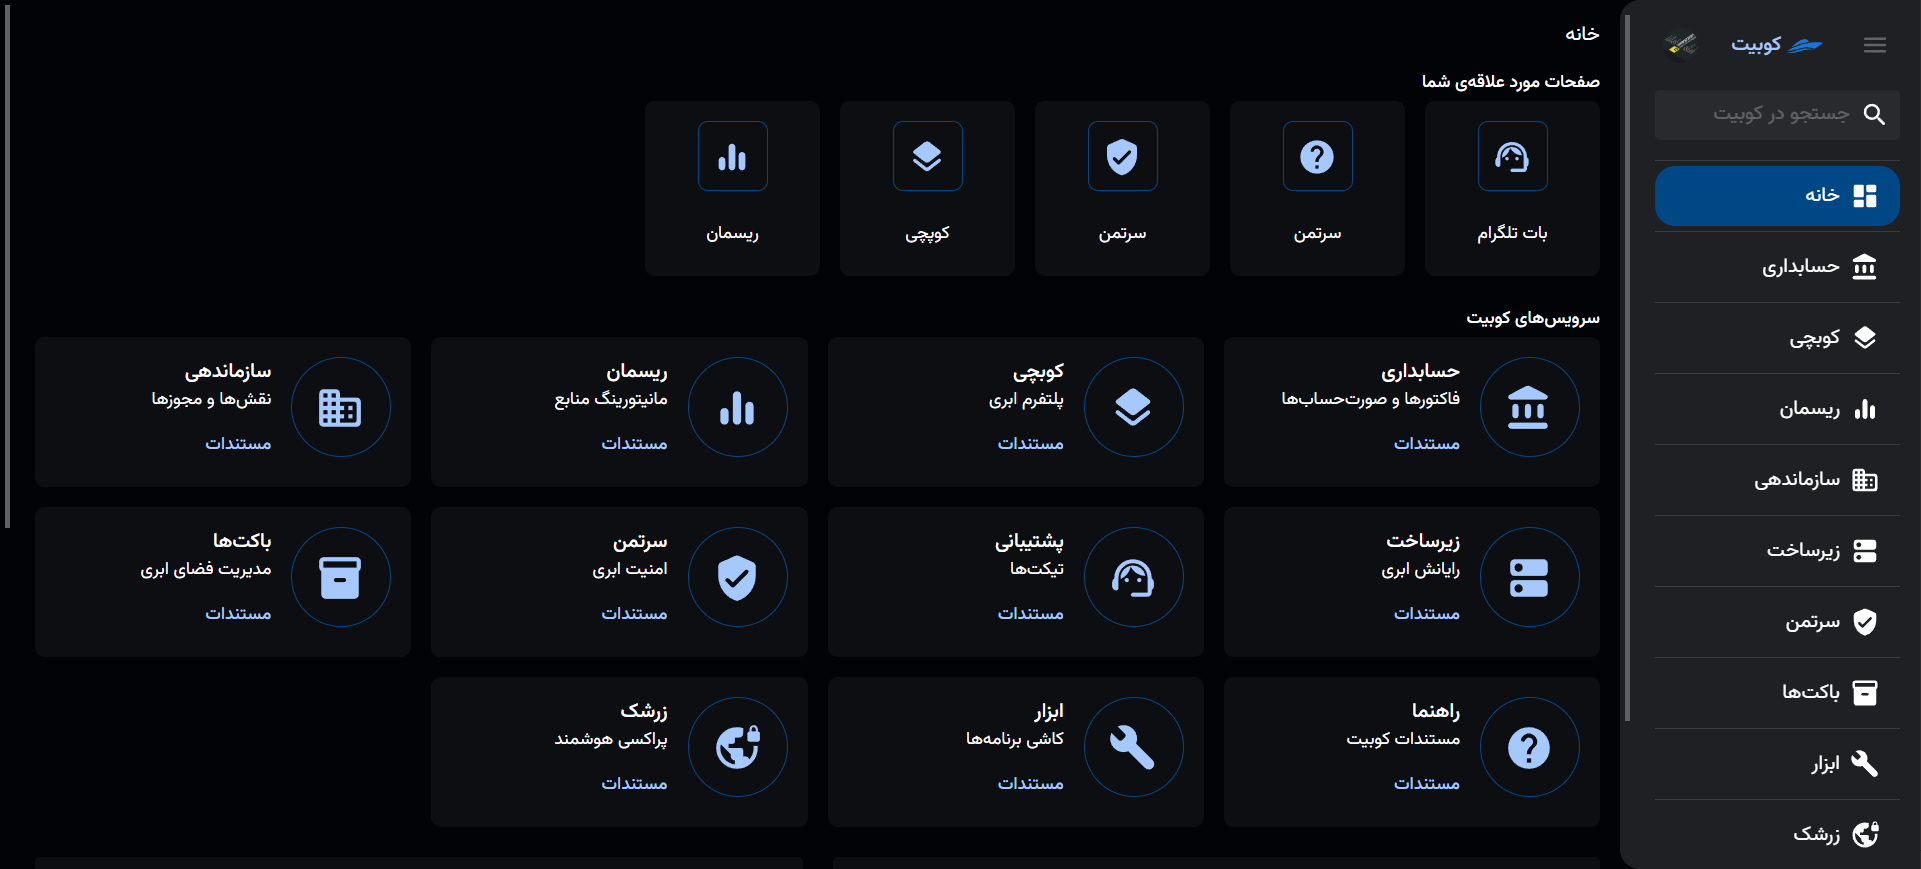 کوبیت
جستجو در کوبیت
خانه
حسابداری
کوبچی
ریسمان
سازماندهی
زیرساخت
سرتمن
باکت‌ها
ابزار
زرشک
خانه
صفحات مورد علاقه‌ی شما
بات تلگرام
سرتمن
سرتمن
کوپچی
ریسمان
سرویس‌های کوبیت
حسابداری
فاکتورها و صورت‌حساب‌ها
مستندات
کوبچی
پلتفرم ابری
مستندات
ریسمان
مانیتورینگ منابع
مستندات
سازماندهی
نقش‌ها و مجوزها
مستندات
زیرساخت
رایانش ابری
مستندات
پشتیبانی
تیکت‌ها
مستندات
سرتمن
امنیت ابری
مستندات
باکت‌ها
مدیریت فضای ابری
مستندات
راهنما
مستندات کوبیت
مستندات
ابزار
کاشی برنامه‌ها
مستندات
زرشک
پراکسی هوشمند
مستندات